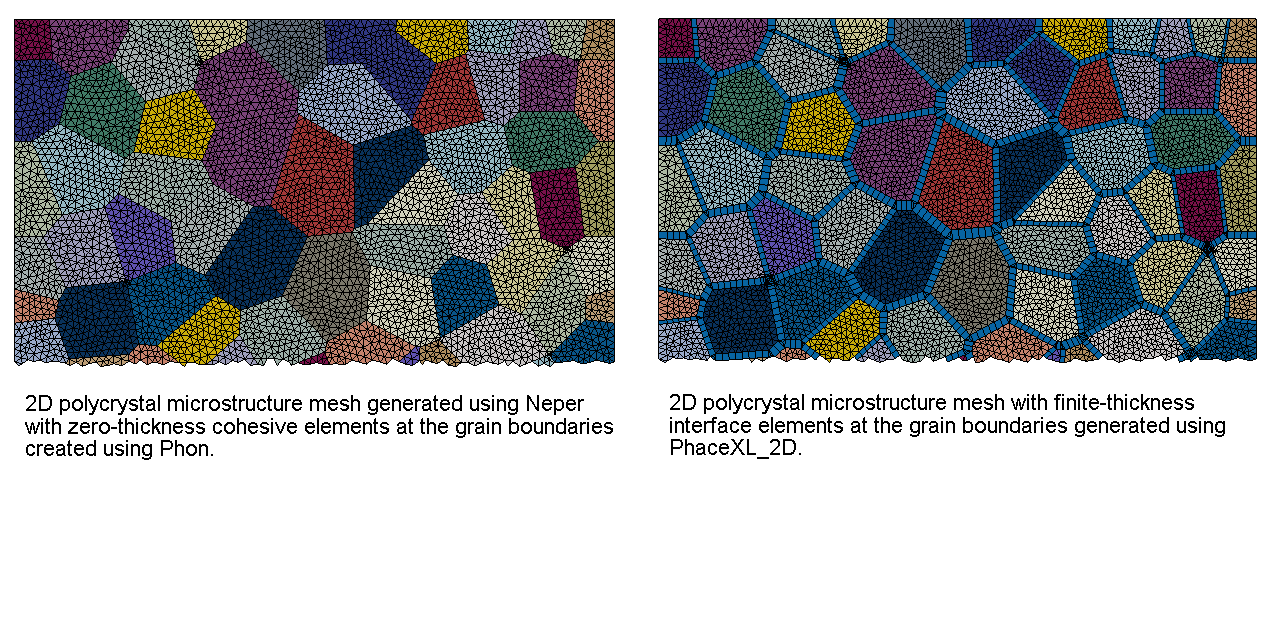 2D polycrystal microstructure mesh generated using Neper
with zero-thickness cohesive elements at the grain boundaries
created using Phon.
2D polycrystal microstructure mesh with finite-thickness
interface elements at the grain boundaries generated using
PhaceXL_2D.